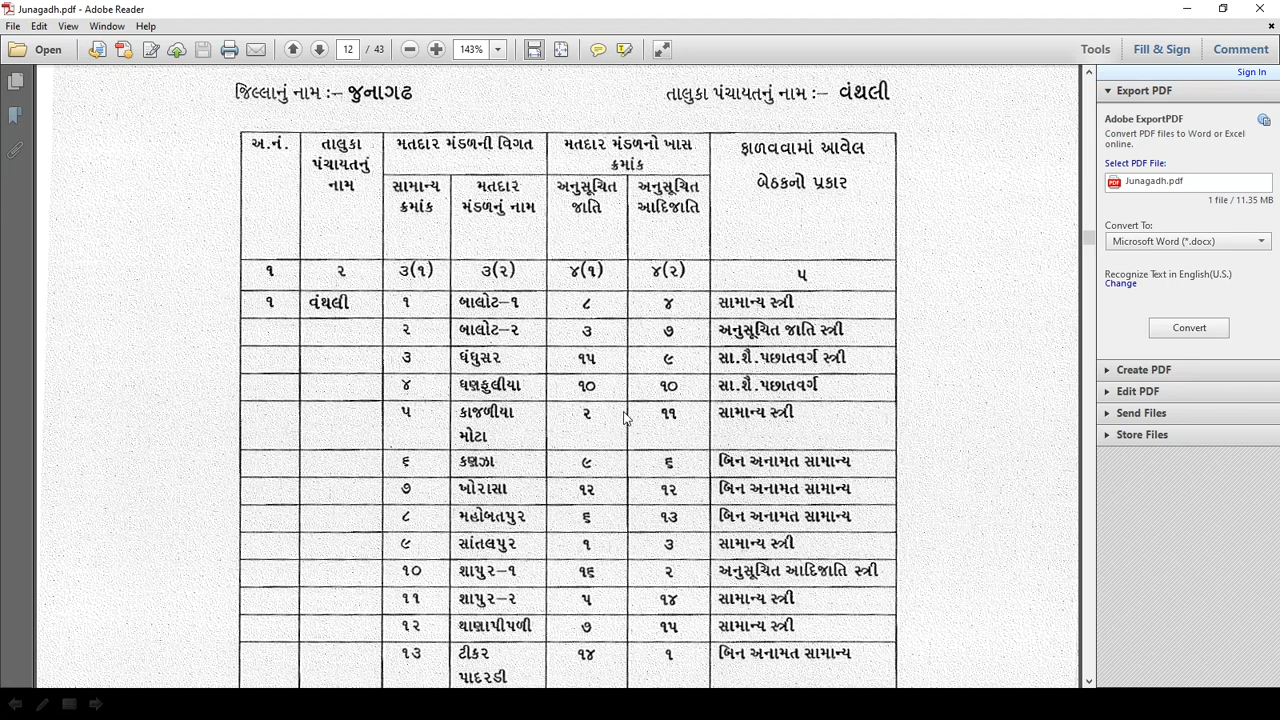 Junagadh.pdf - Adobe Reader
File Edit View Window Help
Open 12 / 43 143% Tools Fill & Sign Comment
Sign In
જિલ્લાનું નામ :– જુનાગઢ તાલુકા પંચાયતનું નામ :– વંથલી
અ.નં. તાલુકા પંચાયતનું નામ મતદાર મંડળની વિગત મતદાર મંડળનો ખાસ ક્રમાંક ફાળવવામાં આવેલ બેઠકનો પ્રકાર
સામાન્ય ક્રમાંક મતદાર મંડળનું નામ અનુસૂચિત જાતિ અનુસૂચિત આદિજાતિ
૧ ૨ ૩(૧) ૩(૨) ૪(૧) ૪(૨) ૫
૧ વંથલી ૧ બાલોટ–૧ ૮ ૪ સામાન્ય સ્ત્રી
૨ બાલોટ–૨ ૩ ૭ અનુસૂચિત જાતિ સ્ત્રી
૩ ધંધુસર ૧૫ ૯ સા.શૈ.પછાતવર્ગ સ્ત્રી
૪ ધણફુલીયા ૧૦ ૧૦ સા.શૈ.પછાતવર્ગ
૫ કાજળીયા મોટા ૨ ૧૧ સામાન્ય સ્ત્રી
૬ કણઝા ૯ ૬ બિન અનામત સામાન્ય
૭ ખોરાસા ૧૨ ૧૨ બિન અનામત સામાન્ય
૮ મહોબતપુર ૬ ૧૩ બિન અનામત સામાન્ય
૯ સાંતલપુર ૧ ૩ સામાન્ય સ્ત્રી
૧૦ શાપુર–૧ ૧૬ ૨ અનુસૂચિત આદિજાતિ સ્ત્રી
૧૧ શાપુર–૨ ૫ ૧૪ સામાન્ય સ્ત્રી
૧૨ થાણાપીપળી ૭ ૧૫ સામાન્ય સ્ત્રી
૧૩ ટીકર પાદરડી ૧૪ ૧ બિન અનામત સામાન્ય
Export PDF
Adobe ExportPDF
Convert PDF files to Word or Excel
online.
Select PDF File:
Junagadh.pdf
1 file / 11.35 MB
Convert To:
Microsoft Word (*.docx)
Recognize Text in English(U.S.)
Change
Convert
Create PDF
Edit PDF
Send Files
Store Files